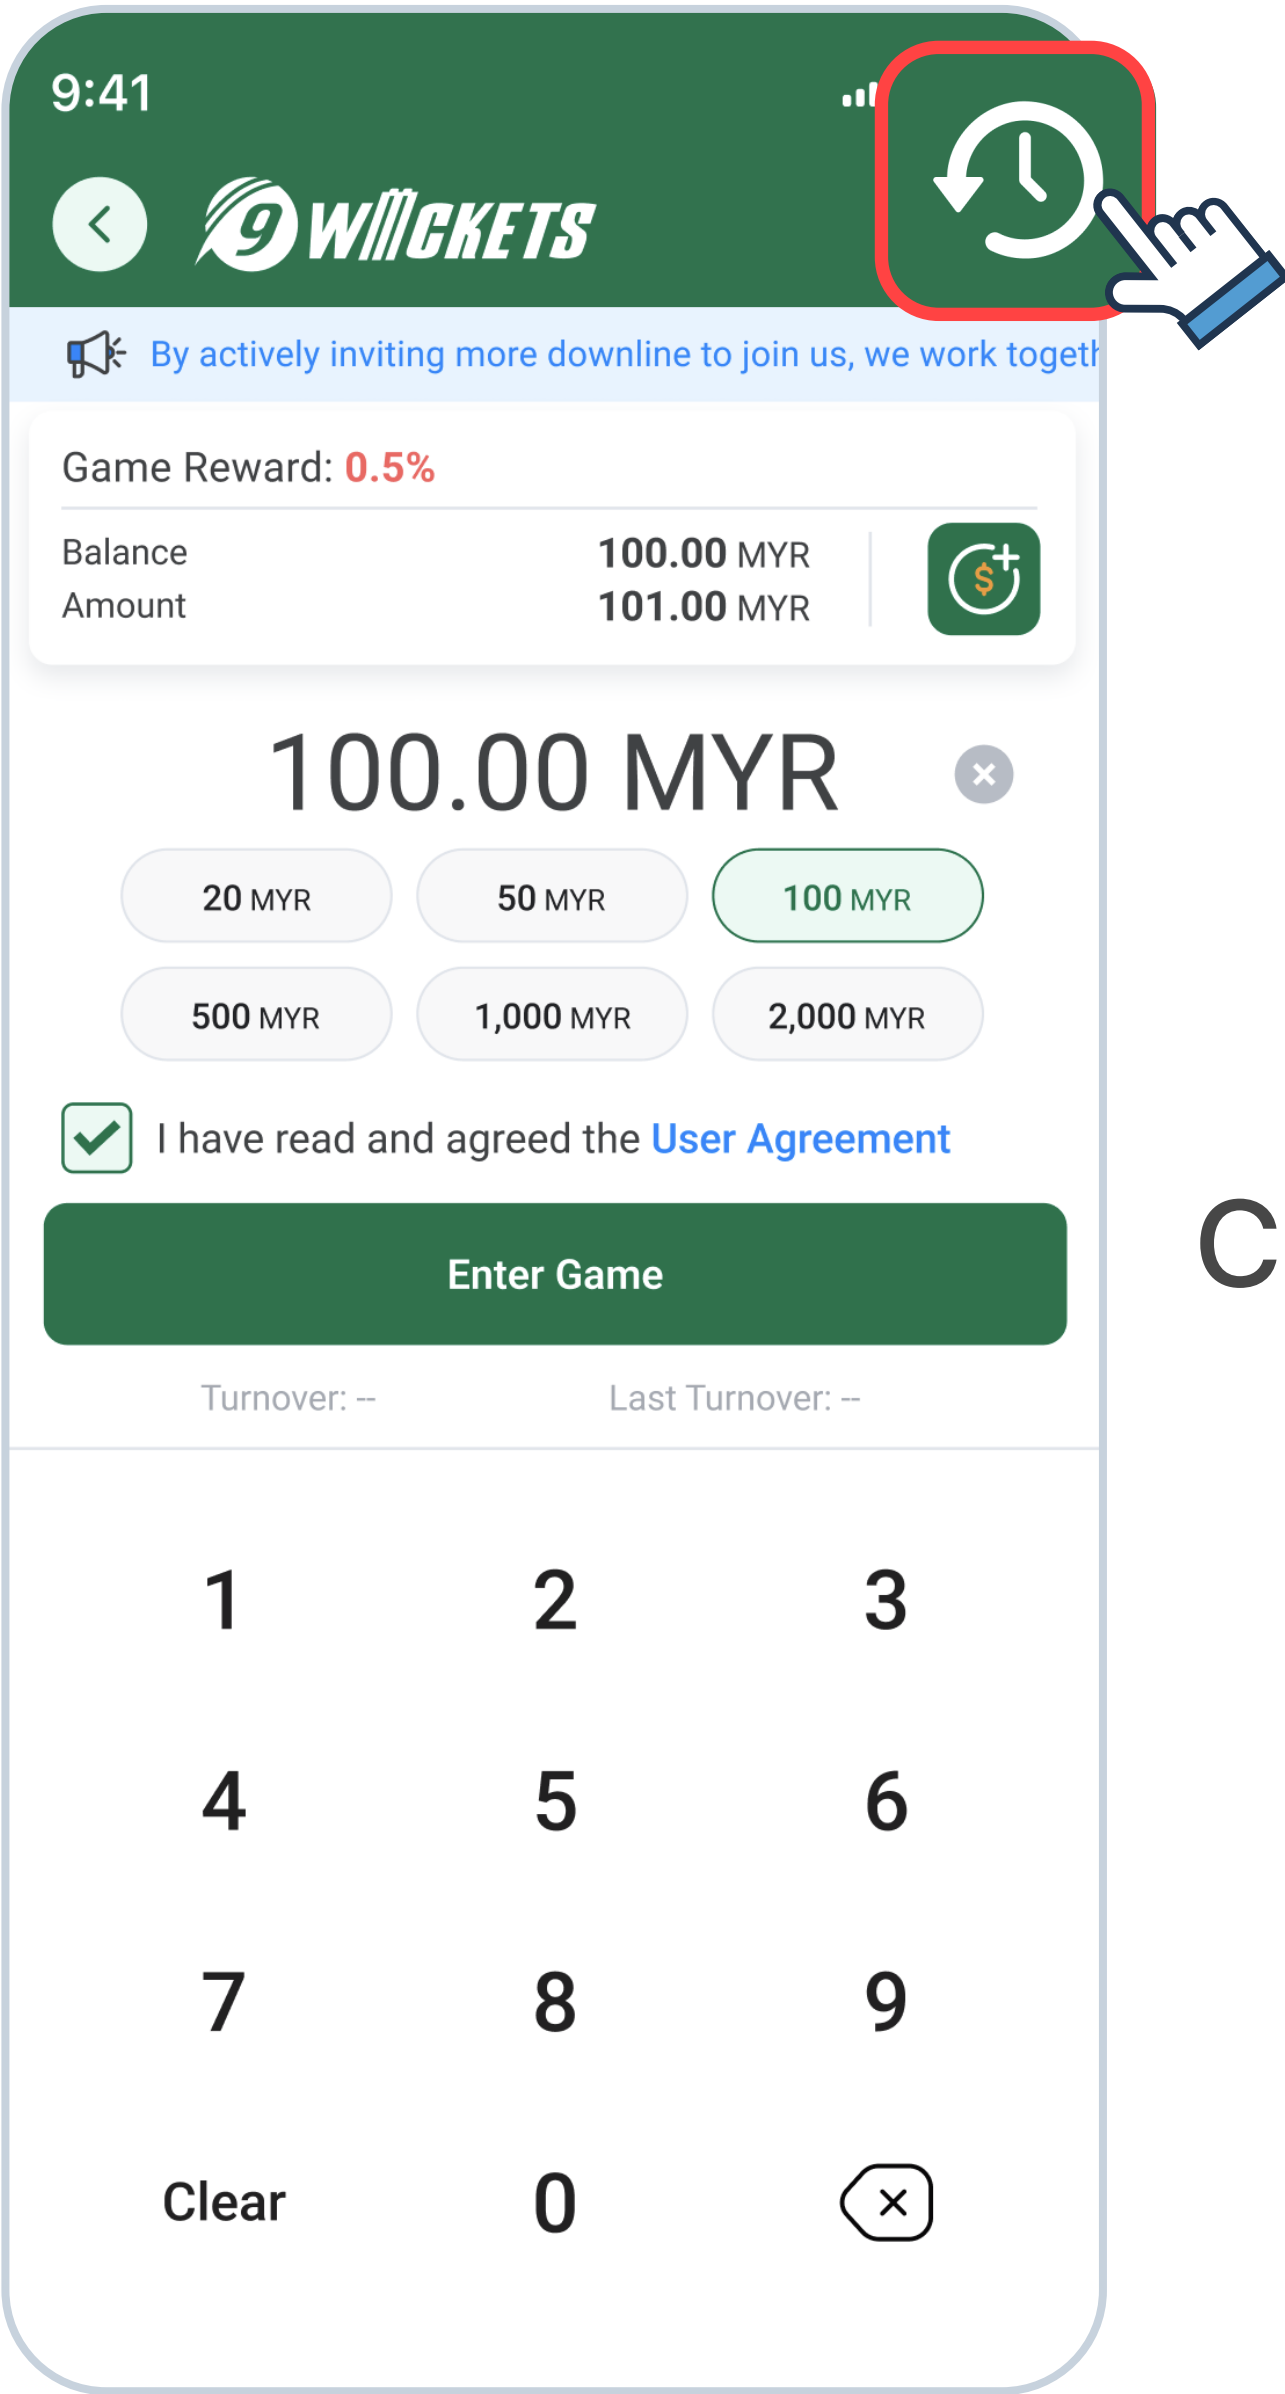 9:41
9 WICKETS
By actively inviting more downline to join us, we work togeth
Game Reward: 0.5%
Balance 100.00 MYR
Amount 101.00 MYR
$
100.00 MYR
20 MYR 50 MYR 100 MYR
500 MYR 1,000 MYR 2,000 MYR
I have read and agreed the User Agreement
Enter Game
C
Turnover: -- Last Turnover: --
1 2 3
4 5 6
7 8 9
Clear 0